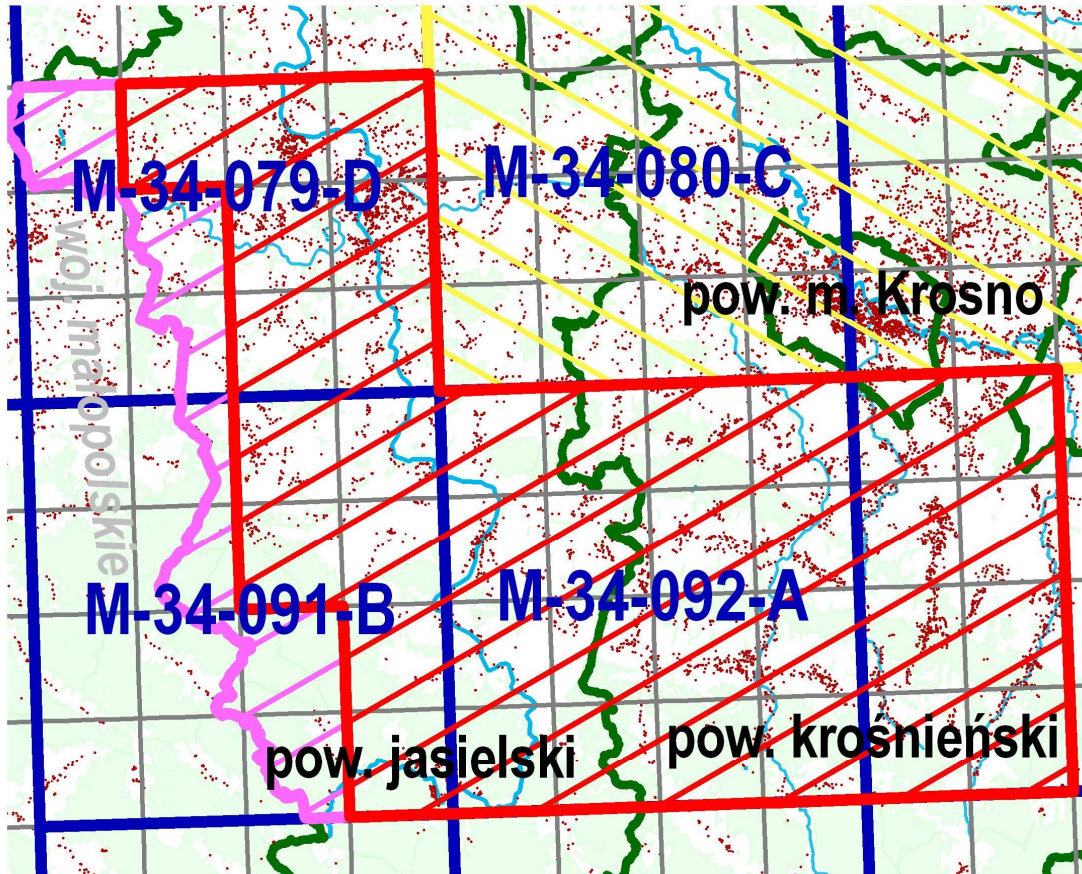 M-34-079-D
M-34-080-C
woj. małopolskie
pow. m. Krosno
M-34-091-B
M-34-092-A
pow. jasielski
pow. krośnieński